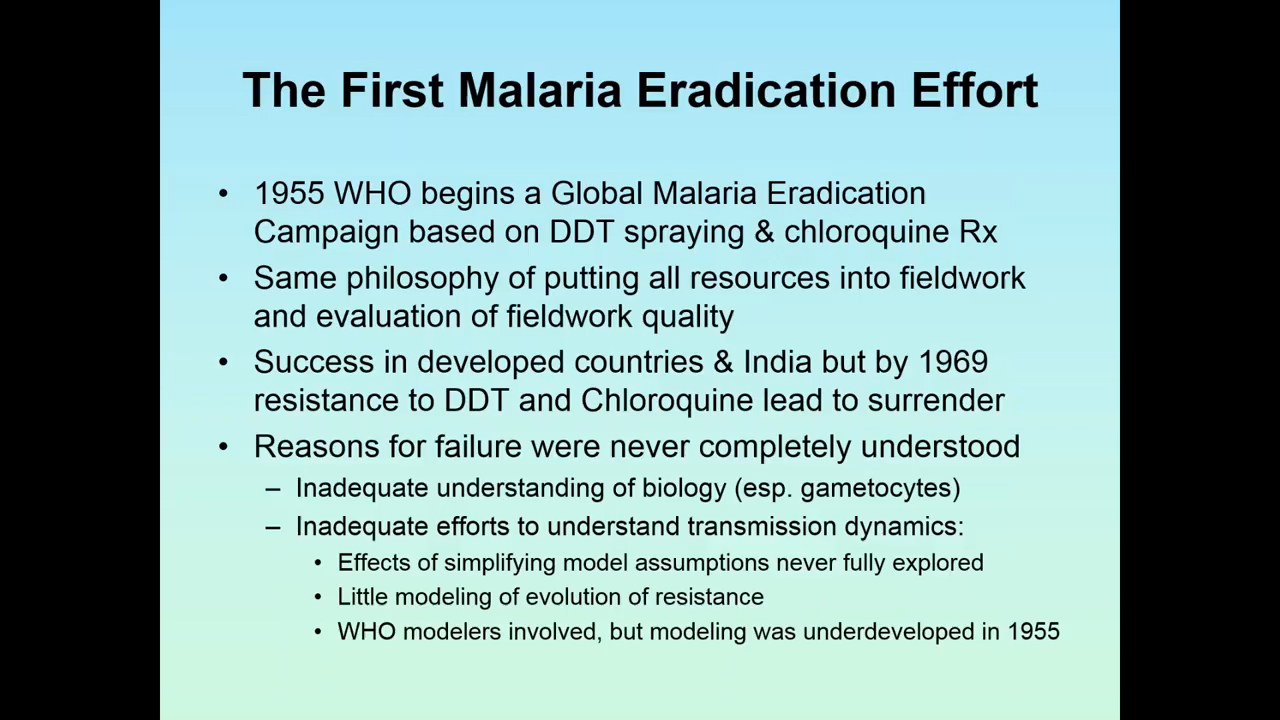 The First Malaria Eradication Effort
• 1955 WHO begins a Global Malaria Eradication
Campaign based on DDT spraying & chloroquine Rx
• Same philosophy of putting all resources into fieldwork
and evaluation of fieldwork quality
• Success in developed countries & India but by 1969
resistance to DDT and Chloroquine lead to surrender
• Reasons for failure were never completely understood
– Inadequate understanding of biology (esp. gametocytes)
– Inadequate efforts to understand transmission dynamics:
• Effects of simplifying model assumptions never fully explored
• Little modeling of evolution of resistance
• WHO modelers involved, but modeling was underdeveloped in 1955